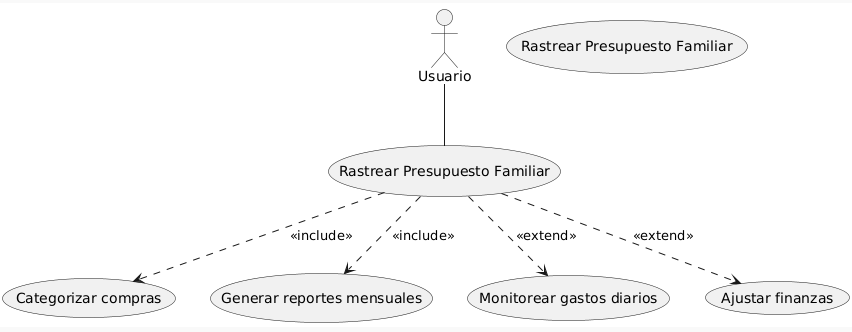 Rastrear Presupuesto Familiar
Usuario
Rastrear Presupuesto Familiar
«include»
«include»
«extend»
«extend»
Categorizar compras
Generar reportes mensuales
Monitorear gastos diarios
Ajustar finanzas